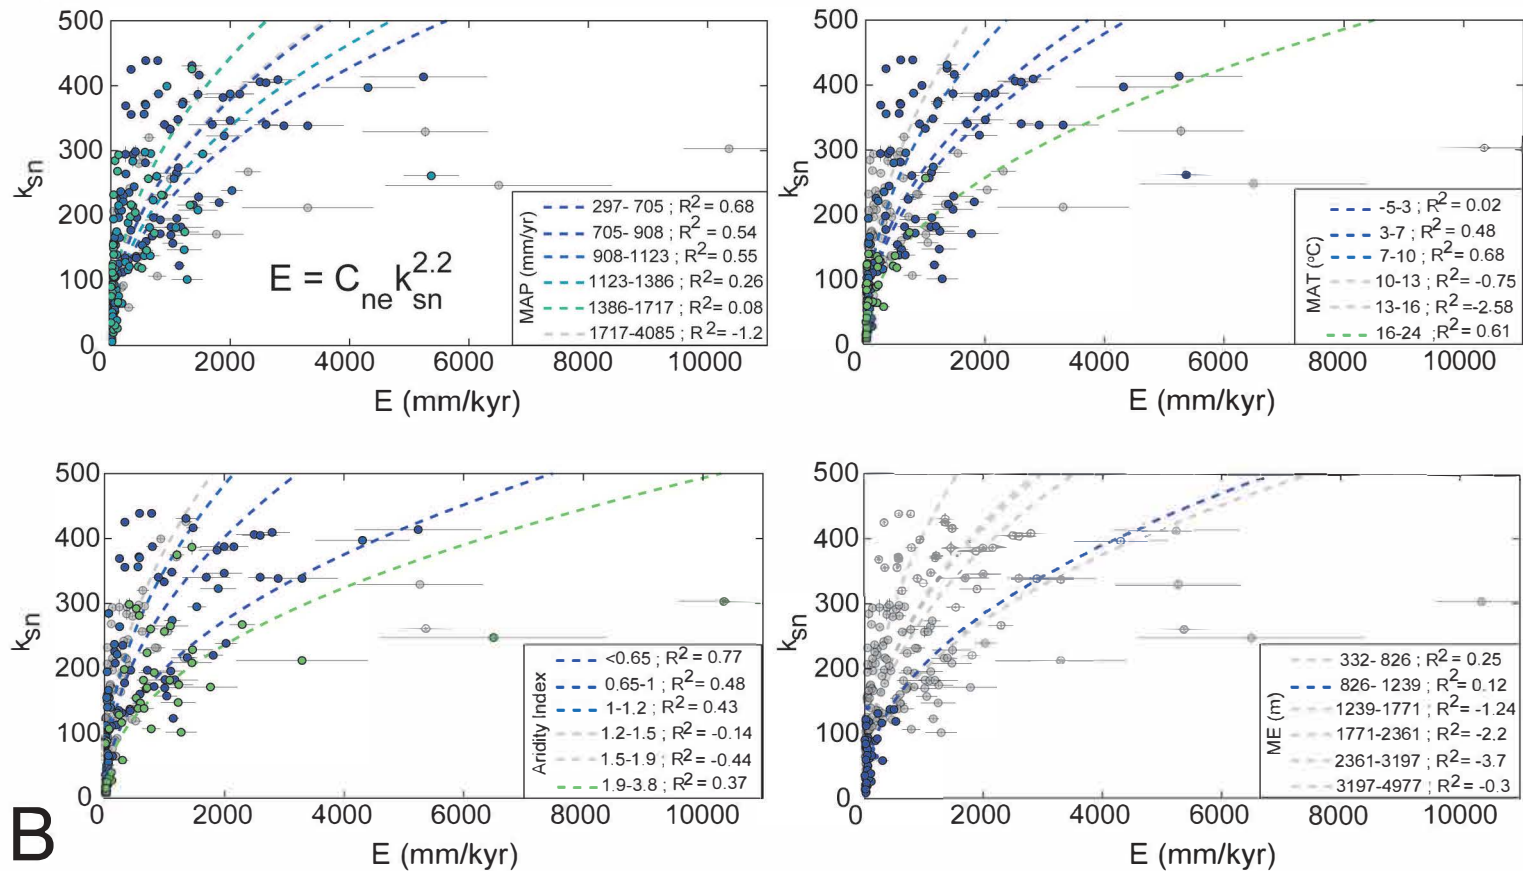 500
400
300
200
100
0
k_sn
0
2000
4000
6000
8000
10000
E (mm/kyr)
E = C_ne k_sn^2.2
MAP (mm/yr)
297- 705 ; R² = 0.68
705- 908 ; R² = 0.54
908-1123 ; R² = 0.55
1123-1386 ; R² = 0.26
1386-1717 ; R² = 0.08
1717-4085 ; R² = -1.2
500
400
300
200
100
0
k_sn
0
2000
4000
6000
8000
10000
E (mm/kyr)
MAT (°C)
-5-3 ; R² = 0.02
3-7 ; R² = 0.48
7-10 ; R² = 0.68
10-13 ; R² = -0.75
13-16 ; R² =-2.58
16-24 ;R² = 0.61
500
400
300
200
100
0
k_sn
0
2000
4000
6000
8000
10000
E (mm/kyr)
Aridity Index
<0.65 ; R² = 0.77
0.65-1 ; R² = 0.48
1-1.2 ; R² = 0.43
1.2-1.5 ; R² = -0.14
1.5-1.9 ; R² = -0.44
1.9-3.8 ; R² = 0.37
500
400
300
200
100
0
k_sn
0
2000
4000
6000
8000
10000
E (mm/kyr)
ME (m)
332- 826 ; R² = 0.25
826- 1239 ; R² = 0.12
1239-1771 ; R² = -1.24
1771-2361 ; R² = -2.2
2361-3197 ; R² = -3.7
3197-4977 ; R² = -0.3
B